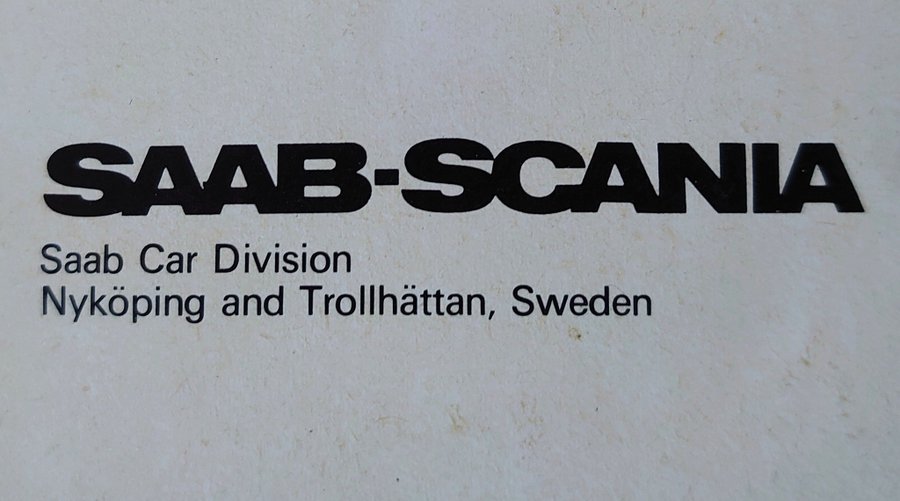 SAAB-SCANIA
Saab Car Division
Nyköping and Trollhättan, Sweden